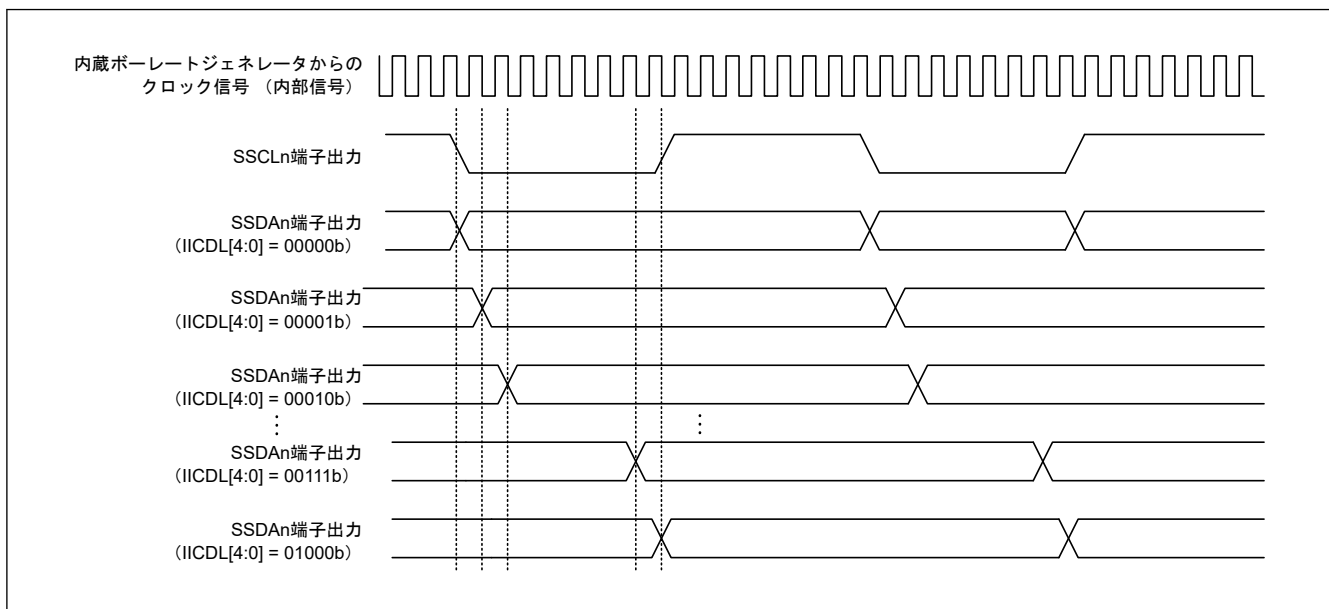 内蔵ボーレートジェネレータからの
クロック信号 （内部信号）
SSCLn端子出力
SSDAn端子出力
（IICDL[4:0] = 00000b）
SSDAn端子出力
（IICDL[4:0] = 00001b）
SSDAn端子出力
（IICDL[4:0] = 00010b）
SSDAn端子出力
（IICDL[4:0] = 00111b）
SSDAn端子出力
（IICDL[4:0] = 01000b）